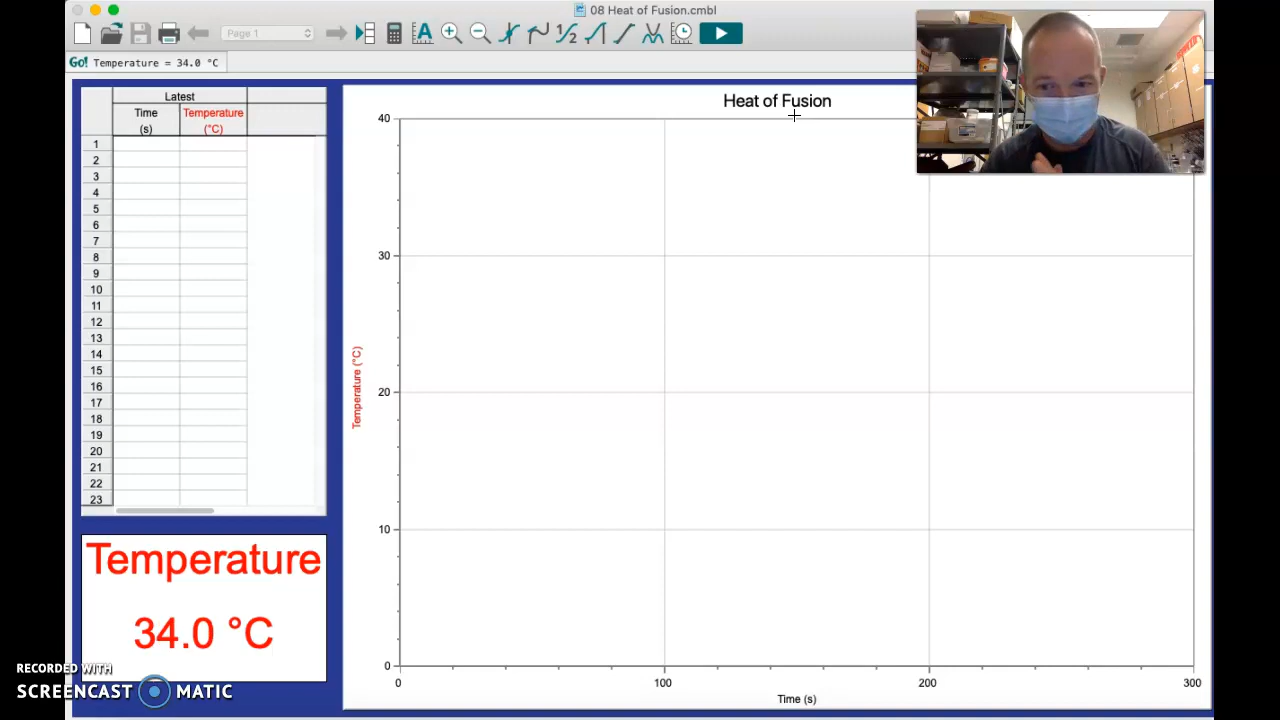 08 Heat of Fusion.cmbl
Page 1
A
1/2
Go! Temperature = 34.0 °C
Latest
Time Temperature
(s) (°C)
1
2
3
4
5
6
7
8
9
10
11
12
13
14
15
16
17
18
19
20
21
22
23
Temperature
34.0 °C
Heat of Fusion
40
30
20
10
0
Temperature (°C)
0 100 200 300
Time (s)
RECORDED WITH
SCREENCAST MATIC